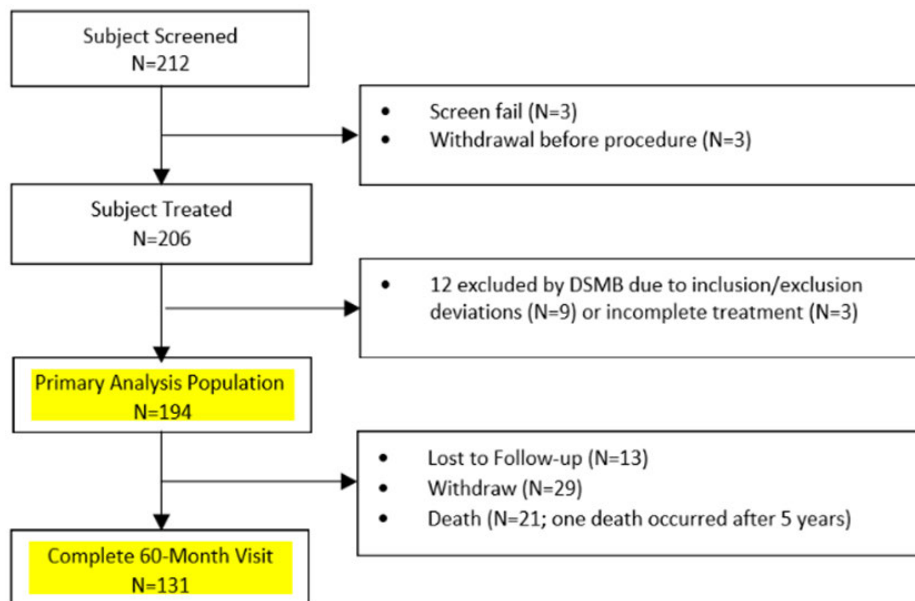 Subject Screened
N=212
• Screen fail (N=3)
• Withdrawal before procedure (N=3)
Subject Treated
N=206
• 12 excluded by DSMB due to inclusion/exclusion
deviations (N=9) or incomplete treatment (N=3)
Primary Analysis Population
N=194
• Lost to Follow-up (N=13)
• Withdraw (N=29)
• Death (N=21; one death occurred after 5 years)
Complete 60-Month Visit
N=131